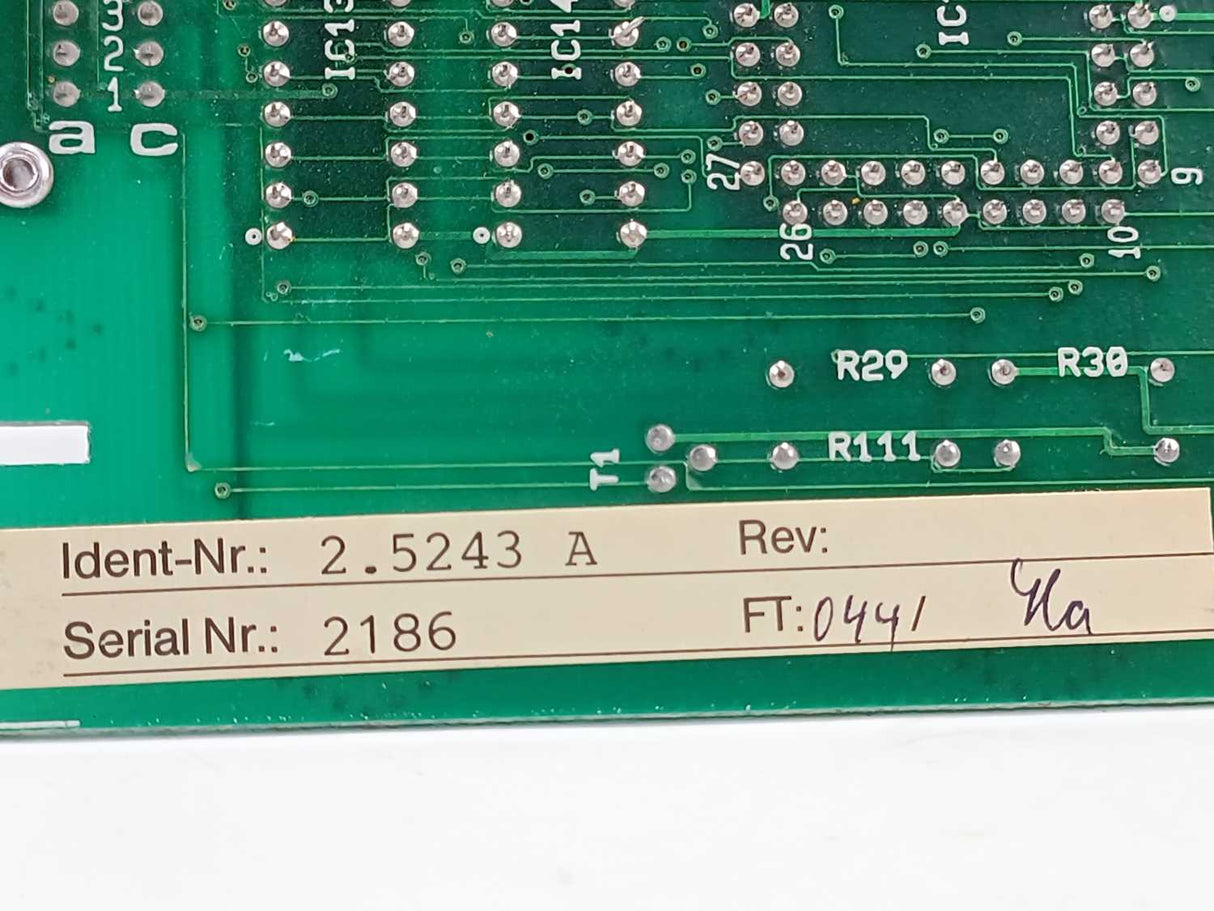 3
2
1
a c
IC13
IC14
IC
27
9
26
10
R29 R30
T1
R111
Ident-Nr.: 2.5243 A Rev:
Serial Nr.: 2186 FT: 0441